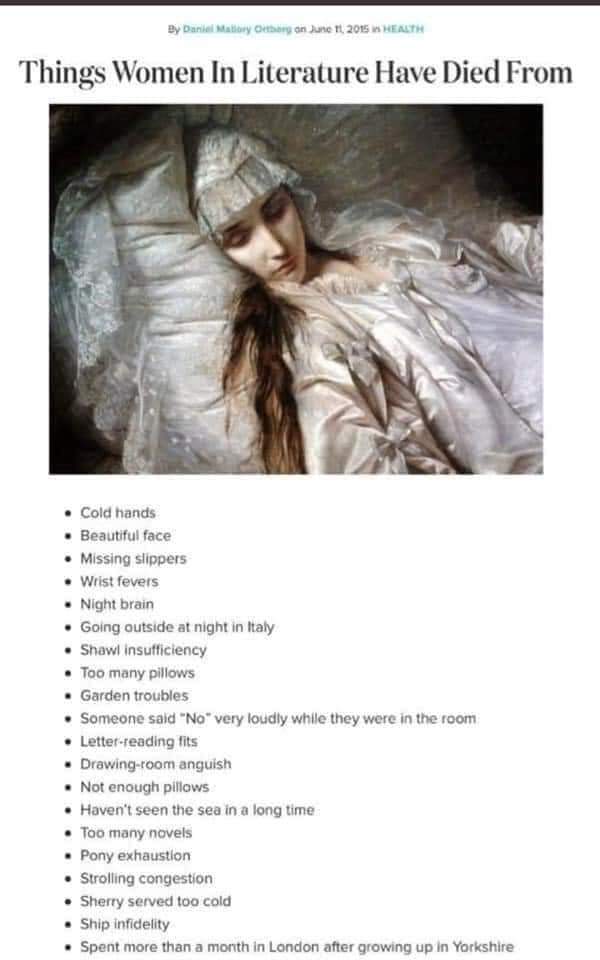 By Daniel Mallory Ortberg on June 11, 2015 in HEALTH
Things Women In Literature Have Died From
• Cold hands
• Beautiful face
• Missing slippers
• Wrist fevers
• Night brain
• Going outside at night in Italy
• Shawl insufficiency
• Too many pillows
• Garden troubles
• Someone said "No" very loudly while they were in the room
• Letter-reading fits
• Drawing-room anguish
• Not enough pillows
• Haven't seen the sea in a long time
• Too many novels
• Pony exhaustion
• Strolling congestion
• Sherry served too cold
• Ship infidelity
• Spent more than a month in London after growing up in Yorkshire